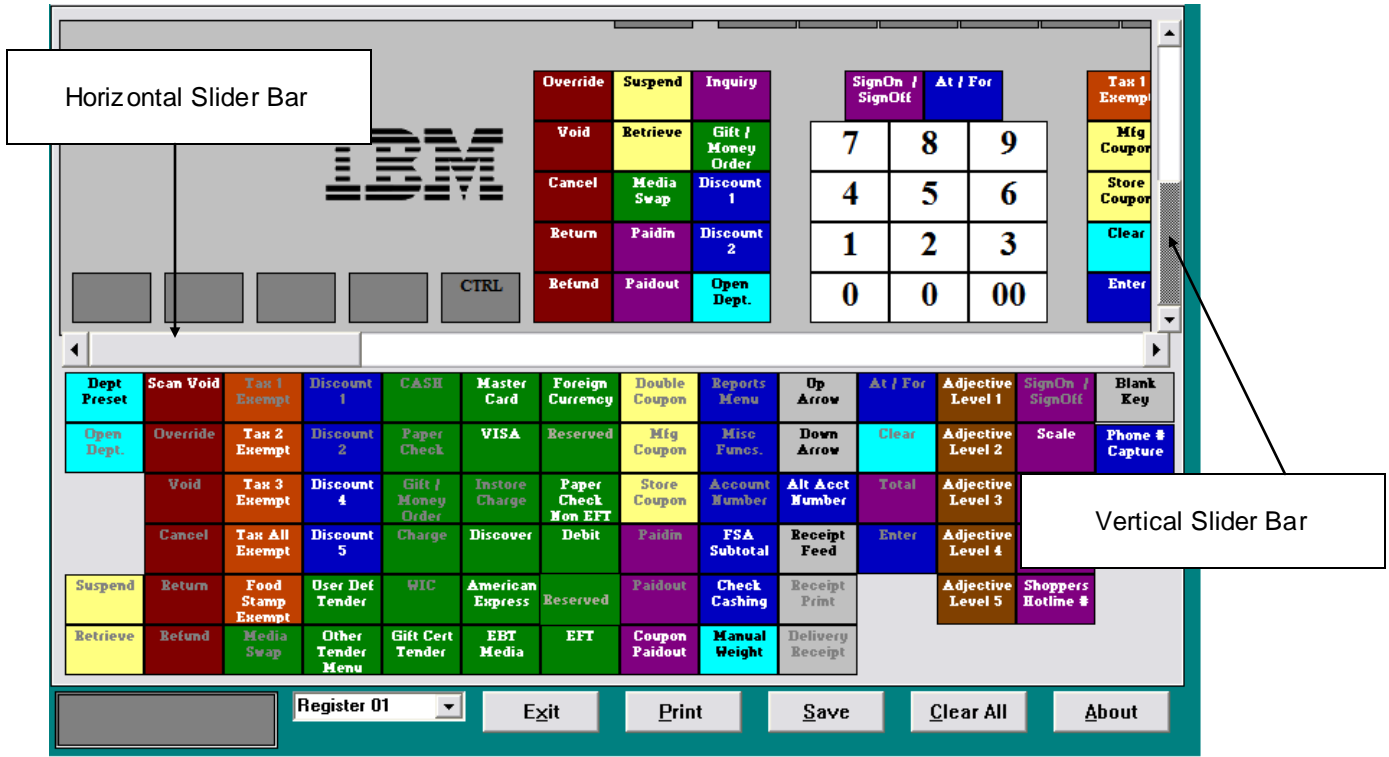 Horizontal Slider Bar
Override Suspend Inquiry SignOn / SignOff At / For Tax 1 Exempt
IBM
Void Retrieve Gift / Money Order 7 8 9 Mfg Coupon
Cancel Media Swap Discount 1 4 5 6 Store Coupon
Return Paidin Discount 2 1 2 3 Clear
CTRL Refund Paidout Open Dept. 0 0 00 Enter
Dept Preset Scan Void Tax 1 Exempt Discount 1 CASH Master Card Foreign Currency Double Coupon Reports Menu Up Arrow At / For Adjective Level 1 SignOn / SignOff Blank Key
Open Dept. Override Tax 2 Exempt Discount 2 Paper Check VISA Reserved Mfg Coupon Misc Funcs. Down Arrow Clear Adjective Level 2 Scale Phone # Capture
Void Tax 3 Exempt Discount 4 Gift / Money Order Instore Charge Paper Check Non EFT Store Coupon Account Number Alt Acct Number Total Adjective Level 3
Vertical Slider Bar
Cancel Tax All Exempt Discount 5 Charge Discover Debit Paidin FSA Subtotal Receipt Feed Enter Adjective Level 4
Suspend Return Food Stamp Exempt User Def Tender WIC American Express Reserved Paidout Check Cashing Receipt Print Adjective Level 5 Shoppers Hotline #
Retrieve Refund Media Swap Other Tender Menu Gift Cert Tender EBT Media EFT Coupon Paidout Manual Weight Delivery Receipt
Register 01 Exit Print Save Clear All About